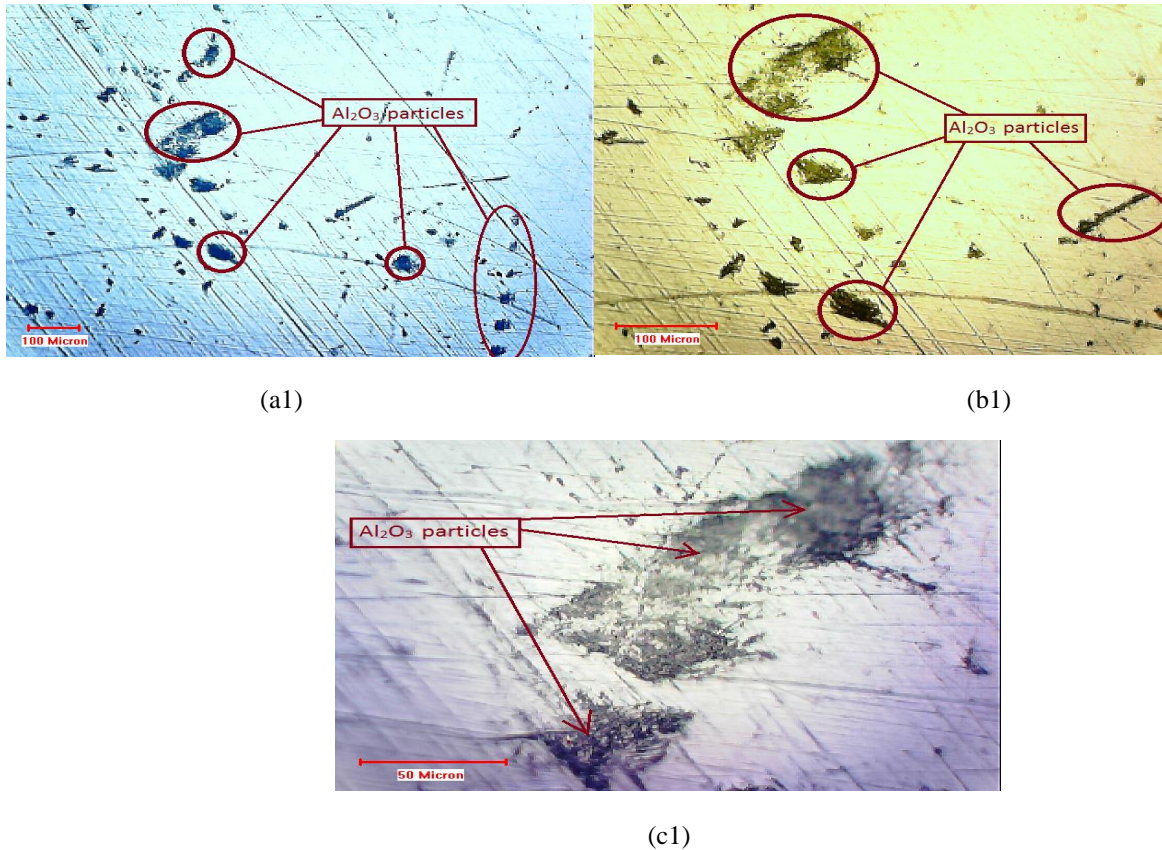 Al₂O₃ particles
100 Micron
Al₂O₃ particles
100 Micron
(a1)
(b1)
Al₂O₃ particles
50 Micron
(c1)